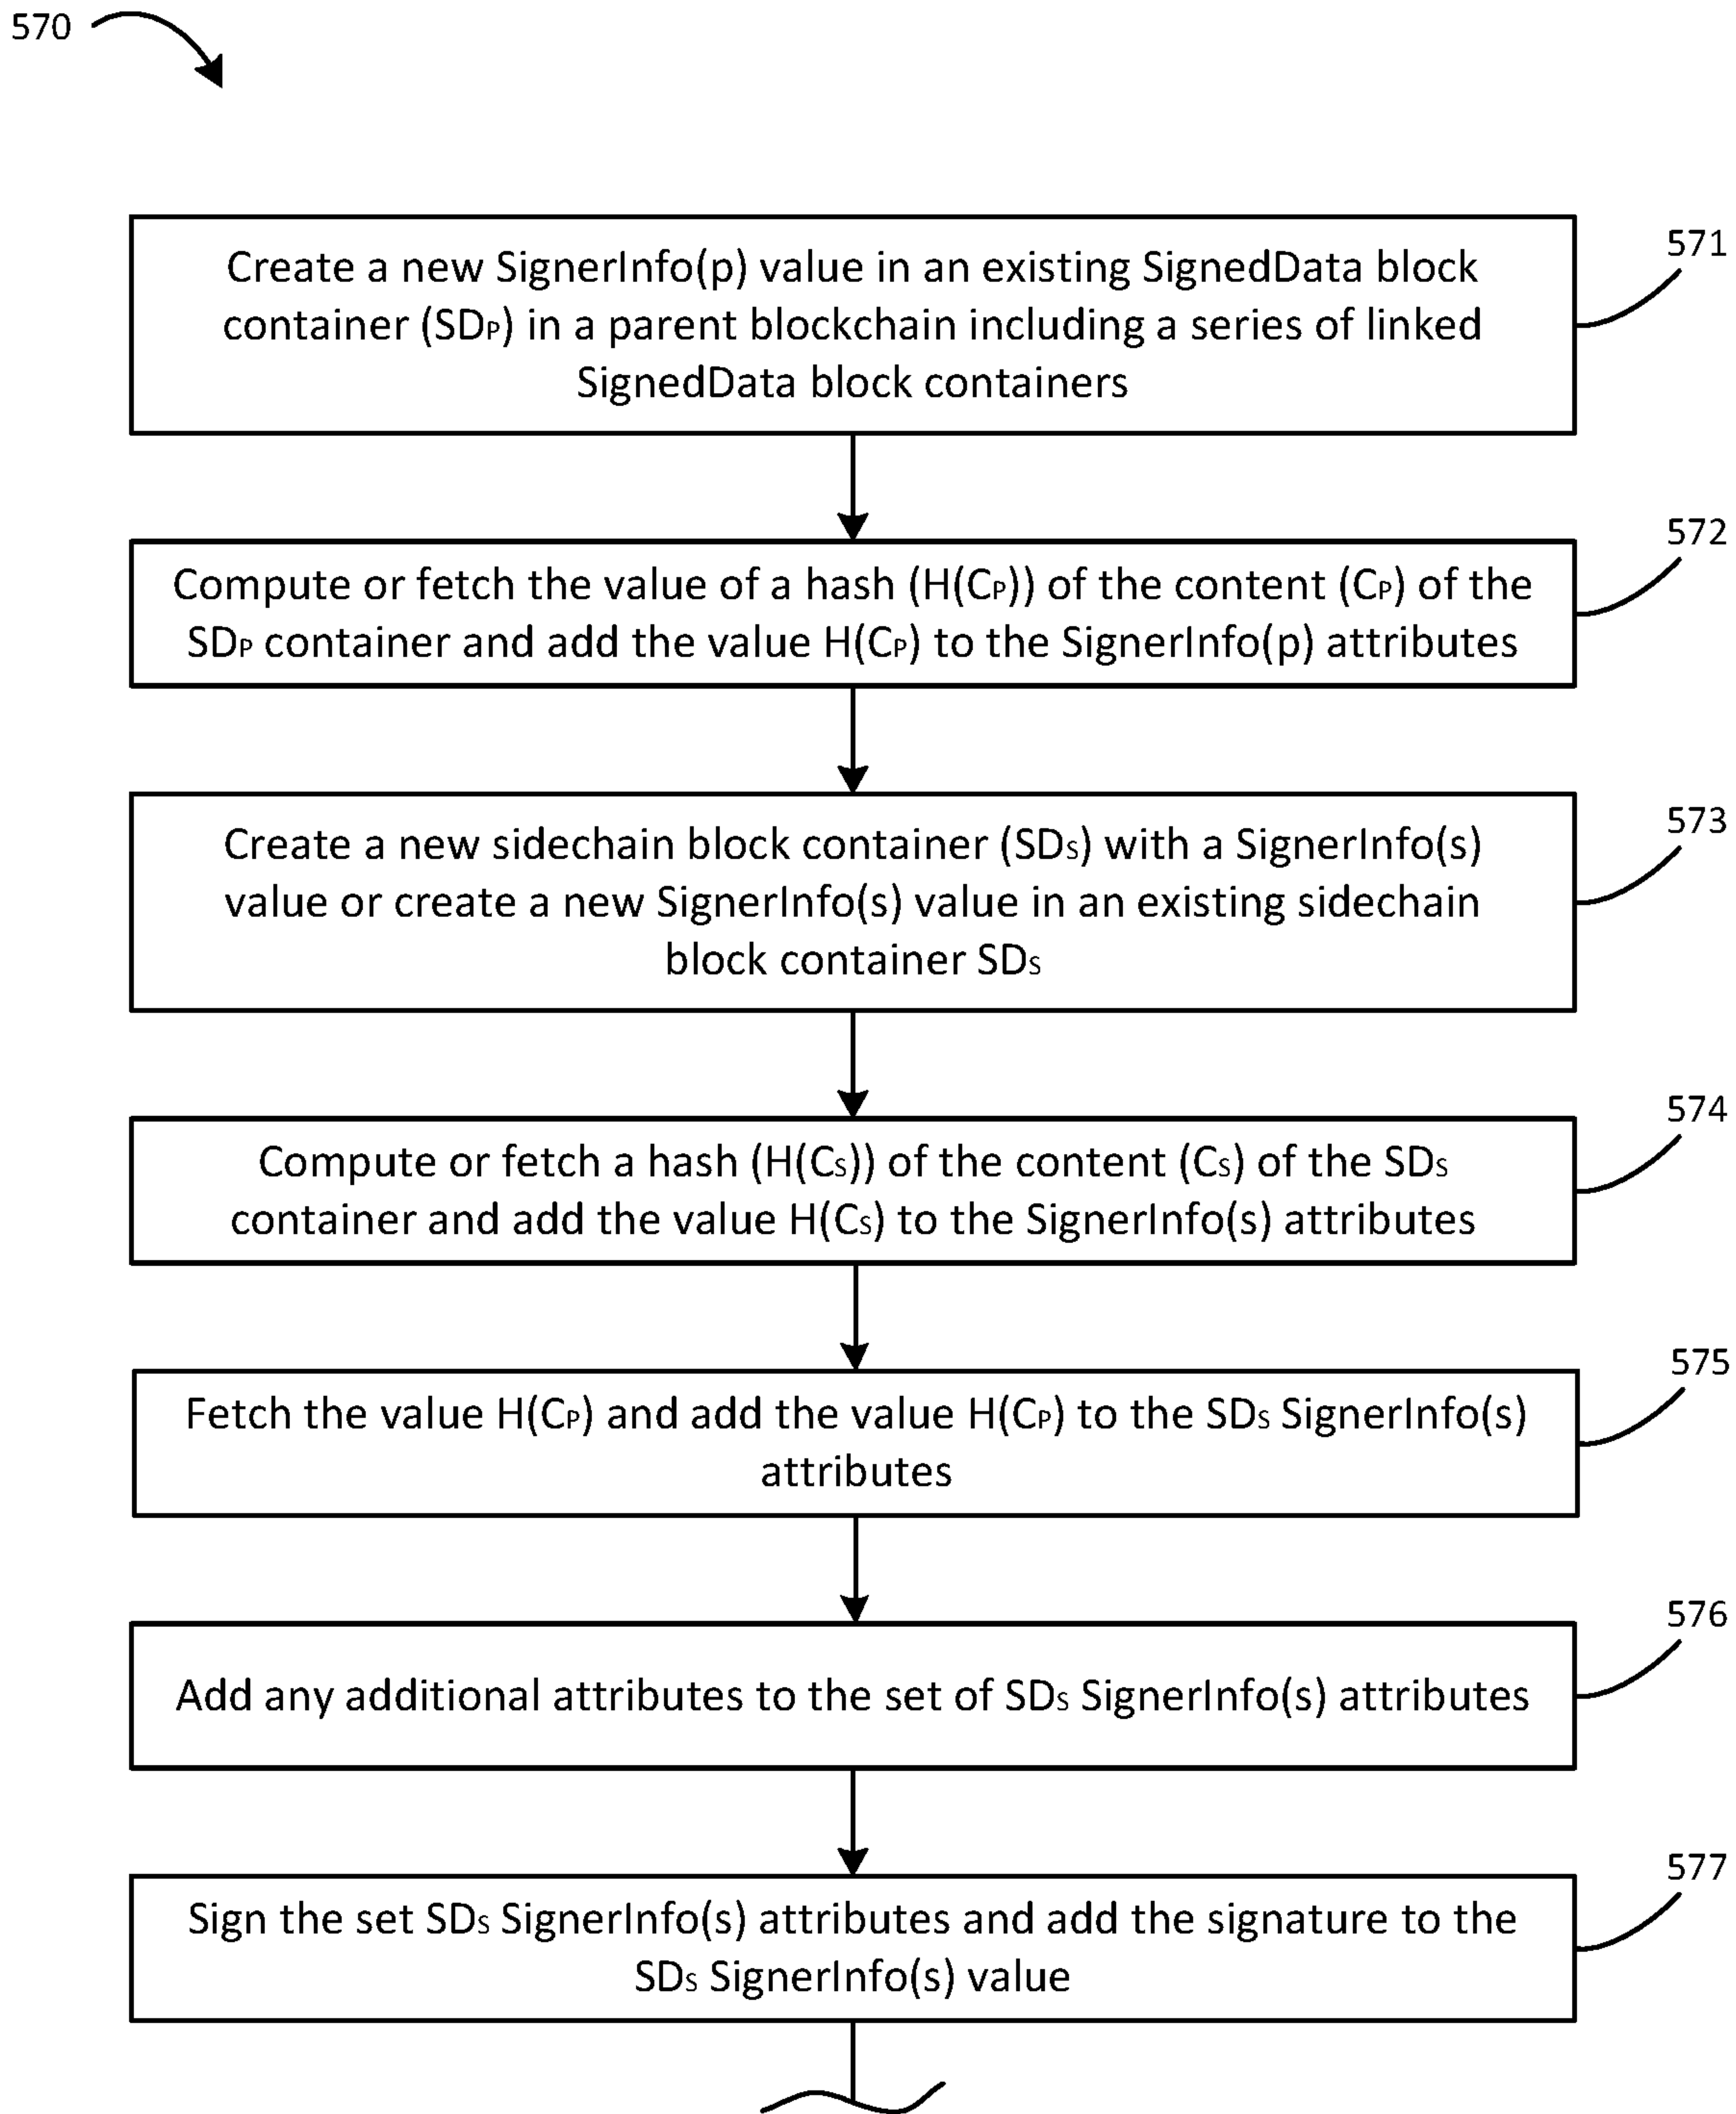 570
Create a new SignerInfo(p) value in an existing SignedData block
container (SDP) in a parent blockchain including a series of linked
SignedData block containers
571
Compute or fetch the value of a hash (H(CP)) of the content (CP) of the
SDP container and add the value H(CP) to the SignerInfo(p) attributes
572
Create a new sidechain block container (SDS) with a SignerInfo(s)
value or create a new SignerInfo(s) value in an existing sidechain
block container SDS
573
Compute or fetch a hash (H(CS)) of the content (CS) of the SDS
container and add the value H(CS) to the SignerInfo(s) attributes
574
Fetch the value H(CP) and add the value H(CP) to the SDS SignerInfo(s)
attributes
575
Add any additional attributes to the set of SDS SignerInfo(s) attributes
576
Sign the set SDS SignerInfo(s) attributes and add the signature to the
SDS SignerInfo(s) value
577